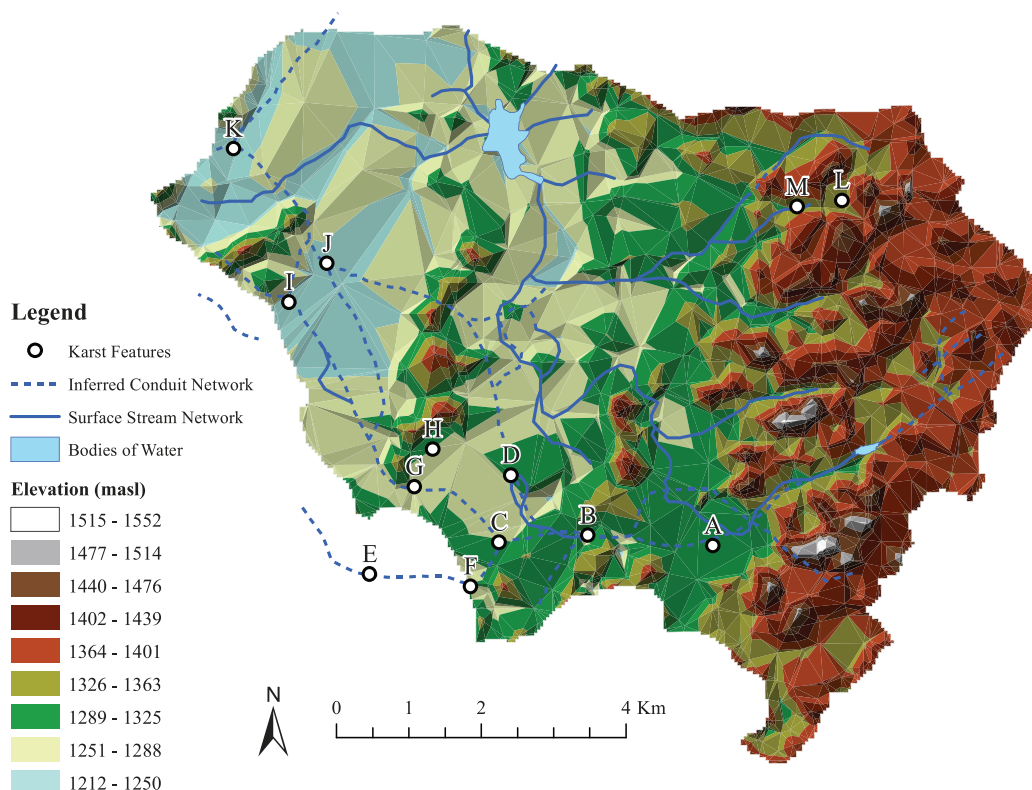 K
M
L
J
I
H
G
D
C
B
A
E
F
Legend
Karst Features
Inferred Conduit Network
Surface Stream Network
Bodies of Water
Elevation (masl)
1515 - 1552
1477 - 1514
1440 - 1476
1402 - 1439
1364 - 1401
1326 - 1363
1289 - 1325
1251 - 1288
1212 - 1250
N
0 1 2 4 Km